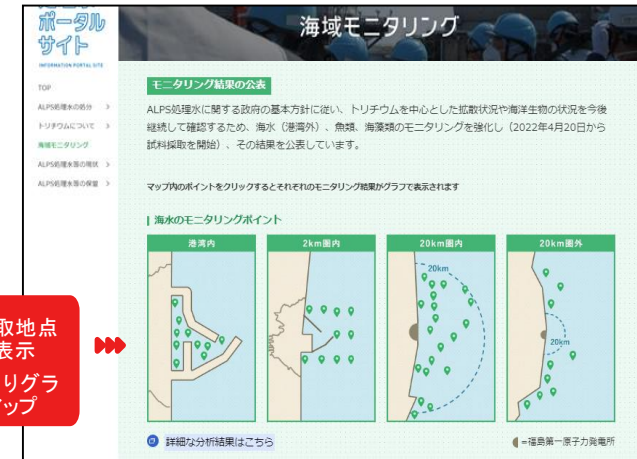 ポータル
サイト
INFORMATION PORTAL SITE
TOP
ALPS処理水の処分 >
トリチウムについて >
海域モニタリング
ALPS処理水等の現状 >
ALPS処理水等の保管 >
海域モニタリング
モニタリング結果の公表
ALPS処理水に関する政府の基本方針に従い、トリチウムを中心とした拡散状況や海洋生物の状況を今後
継続して確認するため、海水（港湾外）、魚類、海藻類のモニタリングを強化し（2022年4月20日から
試料採取を開始）、その結果を公表しています。
マップ内のポイントをクリックするとそれぞれのモニタリング結果がグラフで表示されます
海水のモニタリングポイント
港湾内
2km圏内
20km圏内
20km圏外
20km
20km
詳細な分析結果はこちら
=福島第一原子力発電所
取地点
表示
りグラ
アップ